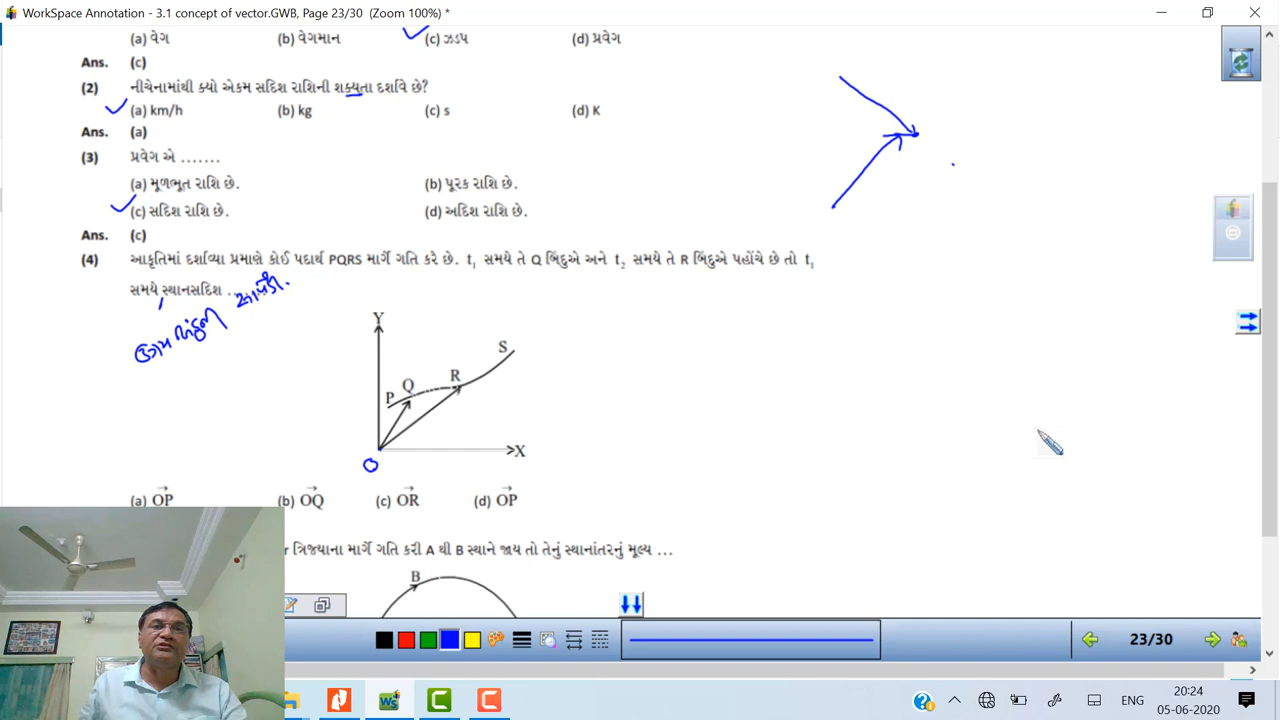 WorkSpace Annotation - 3.1 concept of vector.GWB, Page 23/30 (Zoom 100%) *
(a) વેગ (b) વેગમાન (c) ઝડપ (d) પ્રવેગ
Ans. (c)
(2) નીચેનામાંથી ક્યો એકમ સદિશ રાશિની શક્યતા દર્શાવે છે?
(a) km/h (b) kg (c) s (d) K
Ans. (a)
(3) પ્રવેગ એ .......
(a) મૂળભૂત રાશિ છે. (b) પૂરક રાશિ છે.
(c) સદિશ રાશિ છે. (d) અદિશ રાશિ છે.
Ans. (c)
(4) આકૃતિમાં દર્શાવ્યા પ્રમાણે કોઈ પદાર્થ PQRS માર્ગે ગતિ કરે છે. t₁ સમયે તે Q બિંદુએ અને t₂ સમયે તે R બિંદુએ પહોંચે છે તો t₁
સમયે સ્થાનસદિશ ...
Y
S
R
Q
P
X
O
(a) OP (b) OQ (c) OR (d) OP
r ત્રિજ્યાના માર્ગે ગતિ કરી A થી B સ્થાને જાય તો તેનું સ્થાનાંતરનું મૂલ્ય ...
B
23/30
ENG
20:24
05-06-2020